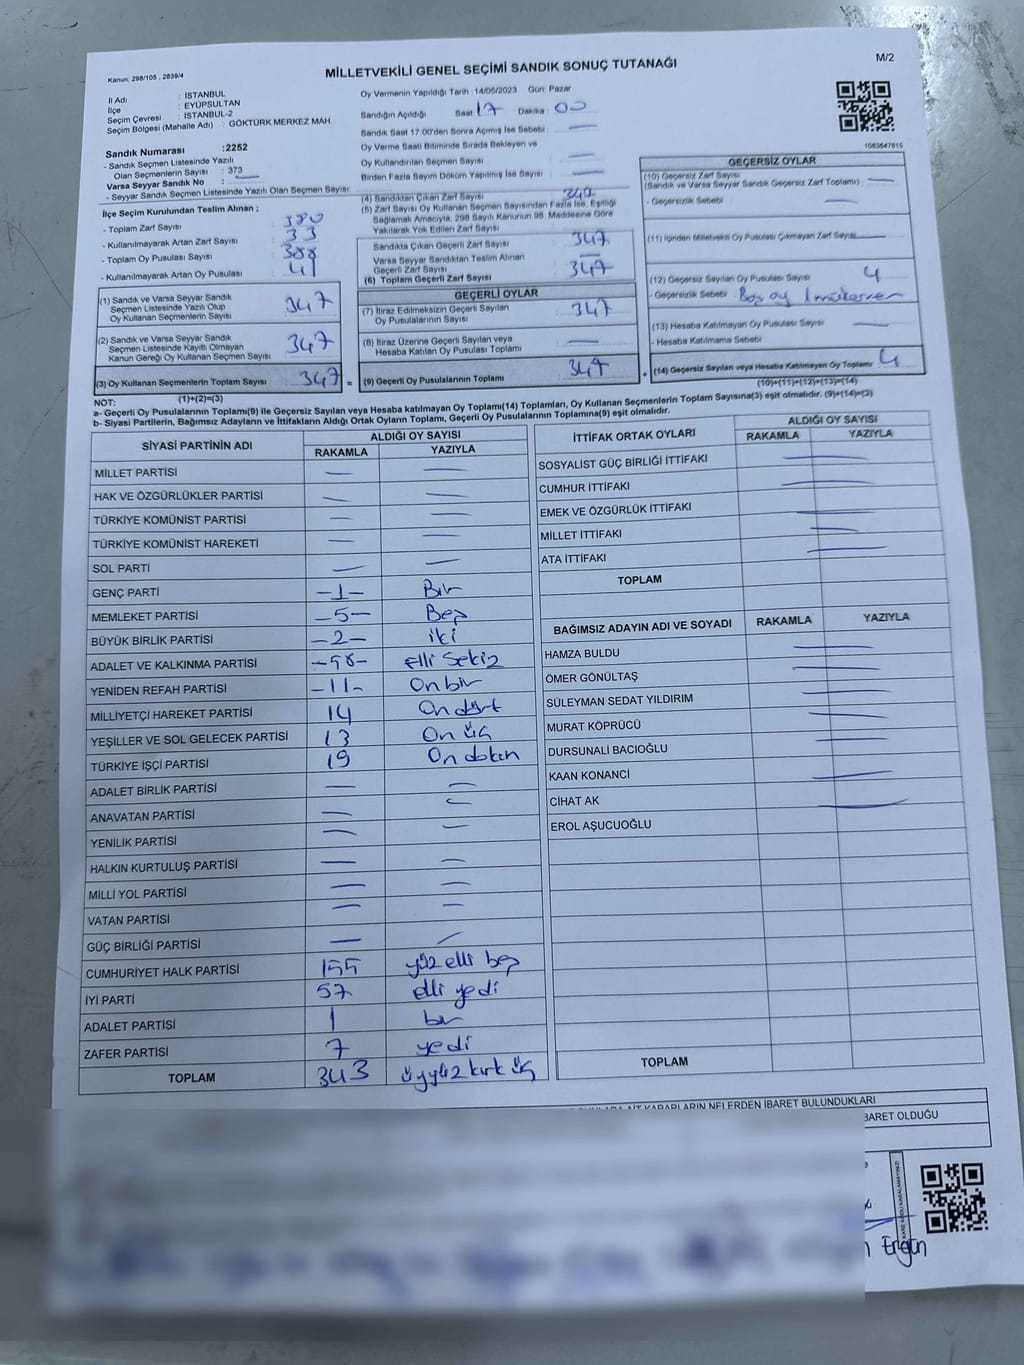 Kanun: 298/105 , 2839/4
MİLLETVEKİLİ GENEL SEÇİMİ SANDIK SONUÇ TUTANAĞI
M/2
İl Adı : İSTANBUL
İlçe : EYÜPSULTAN
Seçim Çevresi : İSTANBUL-2
Seçim Bölgesi (Mahalle Adı) : GÖKTÜRK MERKEZ MAH.
Sandık Numarası :2252
- Sandık Seçmen Listesinde Yazılı
Olan Seçmenlerin Sayısı : 373
Varsa Seyyar Sandık No : —
- Seyyar Sandık Seçmen Listesinde Yazılı Olan Seçmen Sayısı:
İlçe Seçim Kurulundan Teslim Alınan ;
- Toplam Zarf Sayısı 380
- Kullanılmayarak Artan Zarf Sayısı 33
- Toplam Oy Pusulası Sayısı 388
- Kullanılmayarak Artan Oy Pusulası 41
(1) Sandık ve Varsa Seyyar Sandık
Seçmen Listesinde Yazılı Olup
Oy Kullanan Seçmenlerin Sayısı 347
(2) Sandık ve Varsa Seyyar Sandık
Seçmen Listesinde Kayıtlı Olmayan
Kanun Gereği Oy Kullanan Seçmen Sayısı 347
(3) Oy Kullanan Seçmenlerin Toplam Sayısı 347 =
(1)+(2)=(3)
Oy Vermenin Yapıldığı Tarih :14/05/2023 Gün: Pazar
Sandığın Açıldığı Saat 17 Dakika : 00
Sandık Saat 17.00'den Sonra Açılmış İse Sebebi : —
Oy Verme Saati Bitiminde Sırada Bekleyen ve
Oy Kullandırılan Seçmen Sayısı —
Birden Fazla Sayım Döküm Yapılmış İse Sayısı —
(4) Sandıktan Çıkan Zarf Sayısı
(5) Zarf Sayısı Oy Kullanan Seçmen Sayısından Fazla İse, Eşitliği
Sağlamak Amacıyla, 298 Sayılı Kanunun 98. Maddesine Göre
Yakılarak Yok Edilen Zarf Sayısı
Sandıkta Çıkan Geçerli Zarf Sayısı 347
Varsa Seyyar Sandıktan Teslim Alınan
Geçerli Zarf Sayısı —
(6) Toplam Geçerli Zarf Sayısı 347
GEÇERLİ OYLAR
(7) İtiraz Edilmeksizin Geçerli Sayılan
Oy Pusulalarının Sayısı 347
(8) İtiraz Üzerine Geçerli Sayılan veya
Hesaba Katılan Oy Pusulası Toplamı —
(9) Geçerli Oy Pusulalarının Toplamı 347 +
1083647615
GEÇERSİZ OYLAR
(10) Geçersiz Zarf Sayısı —
(Sandık ve Varsa Seyyar Sandık Geçersiz Zarf Toplamı) :
- Geçersizlik Sebebi —
(11) İçinden Milletvekili Oy Pusulası Çıkmayan Zarf Sayısı —
(12) Geçersiz Sayılan Oy Pusulası Sayısı 4
- Geçersizlik Sebebi Boş oy
(13) Hesaba Katılmayan Oy Pusulası Sayısı —
- Hesaba Katılmama Sebebi
(14) Geçersiz Sayılan veya Hesaba Katılmayan Oy Toplamı 4
(10)+(11)+(12)+(13)=(14)
NOT:
a- Geçerli Oy Pusulalarının Toplamı(9) ile Geçersiz Sayılan veya Hesaba katılmayan Oy Toplamı(14) Toplamları, Oy Kullanan Seçmenlerin Toplam Sayısına(3) eşit olmalıdır. (9)+(14)=(3)
b- Siyasi Partilerin, Bağımsız Adayların ve İttifakların Aldığı Ortak Oyların Toplamı, Geçerli Oy Pusulalarının Toplamına(9) eşit olmalıdır.
SİYASİ PARTİNİN ADI ALDIĞI OY SAYISI
RAKAMLA YAZIYLA
MİLLET PARTİSİ — —
HAK VE ÖZGÜRLÜKLER PARTİSİ — —
TÜRKİYE KOMÜNİST PARTİSİ — —
TÜRKİYE KOMÜNİST HAREKETİ — —
SOL PARTİ — —
GENÇ PARTİ —1— Bir
MEMLEKET PARTİSİ —5— Beş
BÜYÜK BİRLİK PARTİSİ —2— iki
ADALET VE KALKINMA PARTİSİ —58— elli sekiz
YENİDEN REFAH PARTİSİ —11— On bir
MİLLİYETÇİ HAREKET PARTİSİ 14 On dört
YEŞİLLER VE SOL GELECEK PARTİSİ 13 On üç
TÜRKİYE İŞÇİ PARTİSİ 19 On dokuz
ADALET BİRLİK PARTİSİ — —
ANAVATAN PARTİSİ — —
YENİLİK PARTİSİ — —
HALKIN KURTULUŞ PARTİSİ — —
MİLLİ YOL PARTİSİ — —
VATAN PARTİSİ — —
GÜÇ BİRLİĞİ PARTİSİ — —
CUMHURİYET HALK PARTİSİ 155 yüz elli beş
İYİ PARTİ 57 elli yedi
ADALET PARTİSİ 1 bir
ZAFER PARTİSİ 7 yedi
TOPLAM 343 üçyüz kırk üç
İTTİFAK ORTAK OYLARI ALDIĞI OY SAYISI
RAKAMLA YAZIYLA
SOSYALİST GÜÇ BİRLİĞİ İTTİFAKI —
CUMHUR İTTİFAKI —
EMEK VE ÖZGÜRLÜK İTTİFAKI —
MİLLET İTTİFAKI —
ATA İTTİFAKI —
TOPLAM
BAĞIMSIZ ADAYIN ADI VE SOYADI RAKAMLA YAZIYLA
HAMZA BULDU —
ÖMER GÖNÜLTAŞ —
SÜLEYMAN SEDAT YILDIRIM —
MURAT KÖPRÜCÜ —
DURSUNALİ BACIOĞLU —
KAAN KONANCİ —
CİHAT AK —
EROL AŞUCUOĞLU
TOPLAM
KARARLARIN NELERDEN İBARET BULUNDUKLARI
BARET OLDUĞU
Ergün